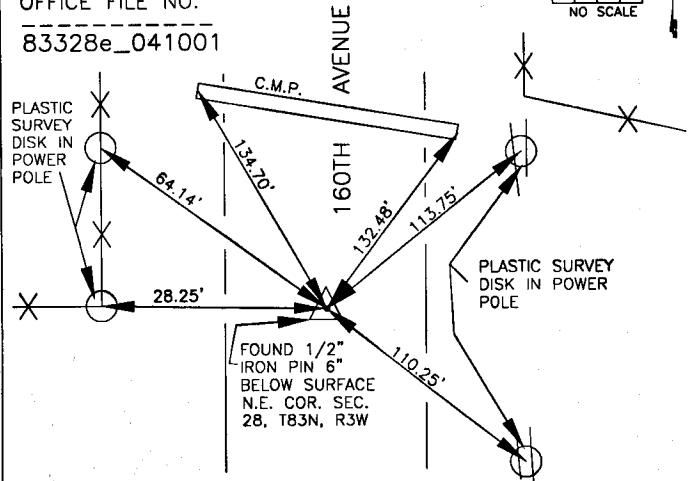 OFFICE FILE NO.
83328e_041001
NO SCALE
160TH AVENUE
C.M.P.
PLASTIC
SURVEY
DISK IN
POWER
POLE
64.14'
134.70'
132.48'
113.75'
28.25'
110.25'
PLASTIC SURVEY
DISK IN POWER
POLE
FOUND 1/2"
IRON PIN 6"
BELOW SURFACE
N.E. COR. SEC.
28, T83N, R3W